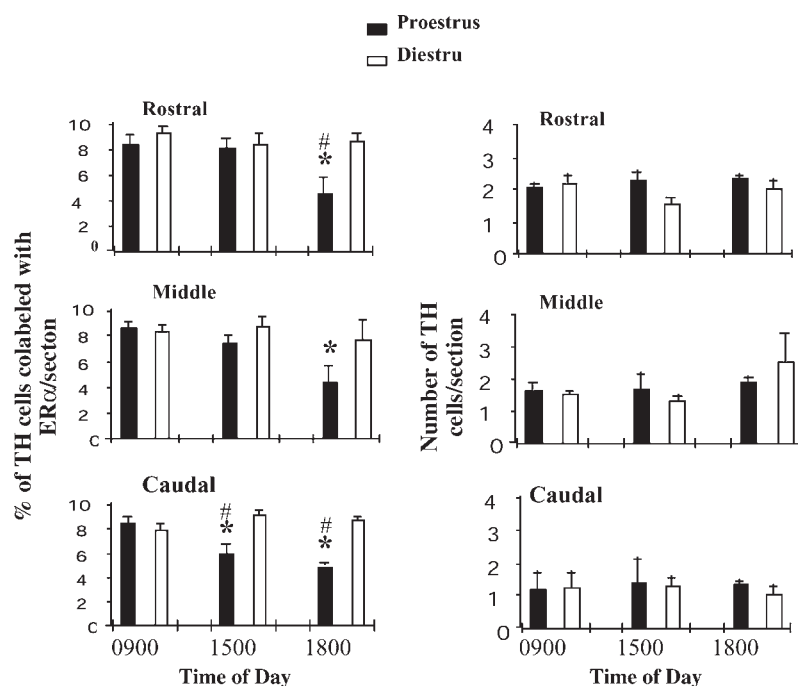 Proestrus
Diestru
Rostral
10
8
6
4
2
0
#
*
Middle
10
8
6
4
2
C
*
Caudal
10
8
6
4
2
C
#
*
#
*
0900 1500 1800
Time of Day
% of TH cells colabeled with
ERα/secton
Rostral
4
3
2
1
O
Middle
4
3
2
1
0
Caudal
4
3
2
1
0
0900 1500 1800
Time of Day
Number of TH
cells/section